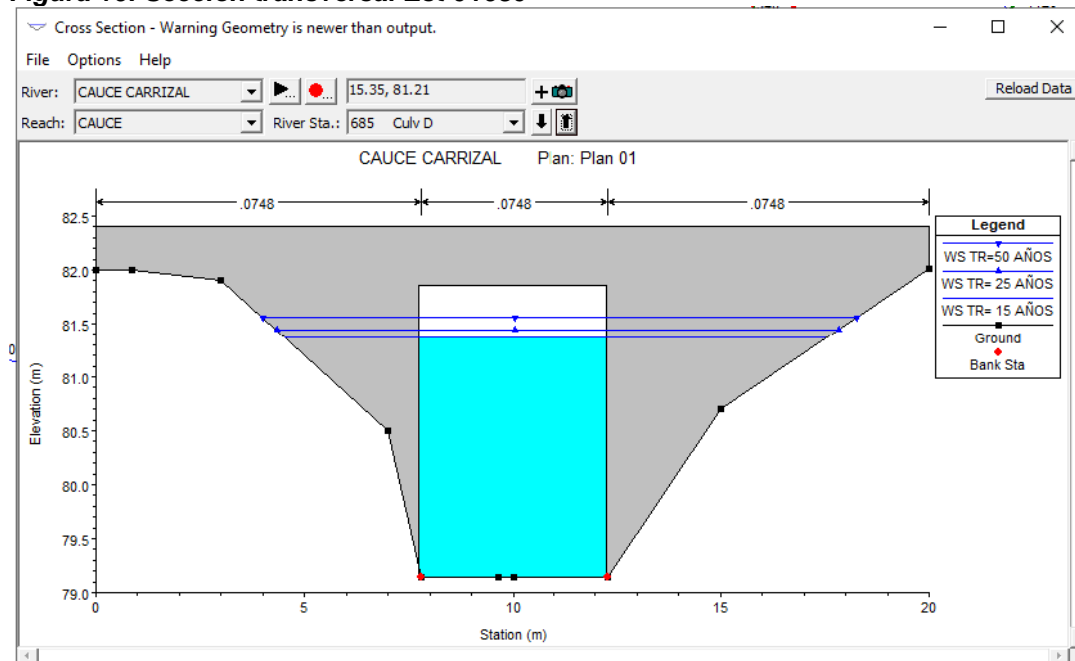 Cross Section - Warning Geometry is newer than output.
File Options Help
River: CAUCE CARRIZAL 15.35, 81.21 Reload Data
Reach: CAUCE River Sta.: 685 Culv D
CAUCE CARRIZAL Plan: Plan 01
.0748 .0748 .0748
Legend
WS TR=50 AÑOS
WS TR= 25 AÑOS
WS TR= 15 AÑOS
Ground
Bank Sta
82.5
82.0
81.5
81.0
80.5
80.0
79.5
79.0
Elevation (m)
0 5 10 15 20
Station (m)